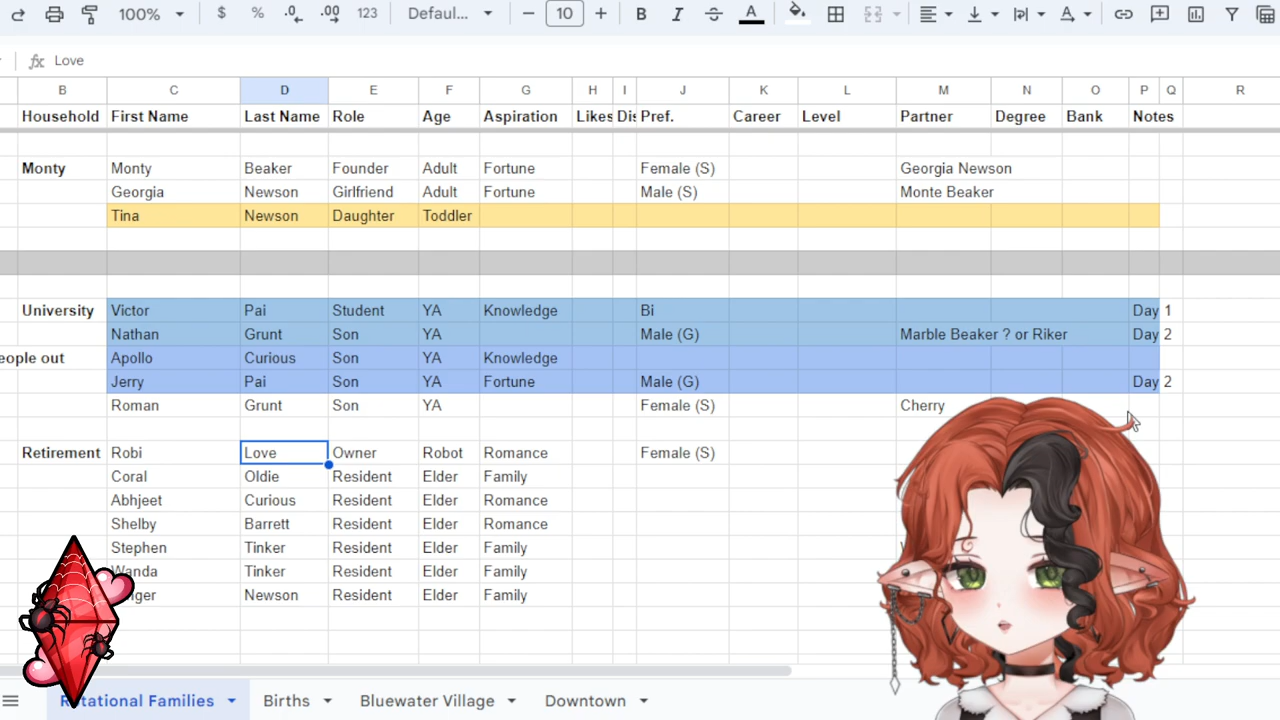 100% $ % .0 .00 123 Defaul... 10 B I A
fx Love
B C D E F G H I J K L M N O P Q R
Household First Name Last Name Role Age Aspiration Likes Dis Pref. Career Level Partner Degree Bank Notes
Monty Monty Beaker Founder Adult Fortune Female (S) Georgia Newson
Georgia Newson Girlfriend Adult Fortune Male (S) Monte Beaker
Tina Newson Daughter Toddler
University Victor Pai Student YA Knowledge Bi Day 1
Nathan Grunt Son YA Male (G) Marble Beaker ? or Riker Day 2
eople out Apollo Curious Son YA Knowledge
Jerry Pai Son YA Fortune Male (G) Day 2
Roman Grunt Son YA Female (S) Cherry
Retirement Robi Love Owner Robot Romance Female (S)
Coral Oldie Resident Elder Family
Abhjeet Curious Resident Elder Romance
Shelby Barrett Resident Elder Romance
Stephen Tinker Resident Elder Family
Wanda Tinker Resident Elder Family
Newson Resident Elder Family
Rotational Families Births Bluewater Village Downtown